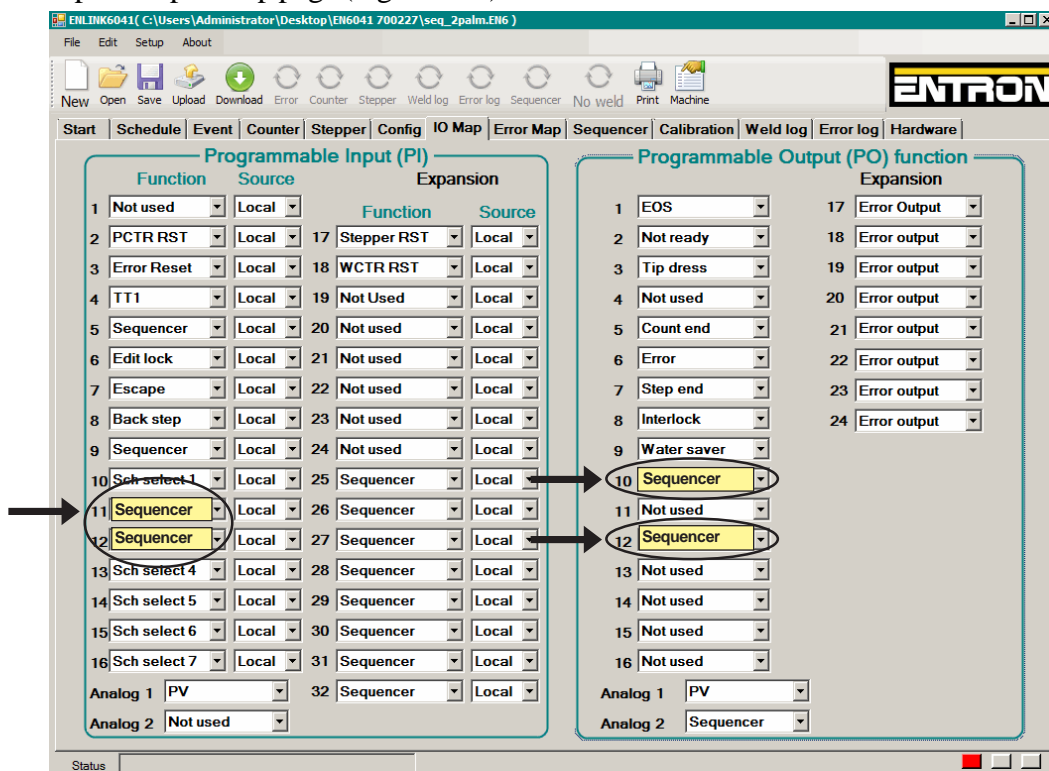 ENLINK6041( C:\Users\Administrator\Desktop\EN6041 700227\seq_2palm.EN6 )
File Edit Setup About
New Open Save Upload Download Error Counter Stepper Weld log Error log Sequencer No weld Print Machine
ENTRON
Start Schedule Event Counter Stepper Config IO Map Error Map Sequencer Calibration Weld log Error log Hardware
Programmable Input (PI) Programmable Output (PO) function
Function Source Expansion Expansion
Function Source
1 Not used Local 1 EOS 17 Error Output
2 PCTR RST Local 17 Stepper RST Local 2 Not ready 18 Error output
3 Error Reset Local 18 WCTR RST Local 3 Tip dress 19 Error output
4 TT1 Local 19 Not Used Local 4 Not used 20 Error output
5 Sequencer Local 20 Not used Local 5 Count end 21 Error output
6 Edit lock Local 21 Not used Local 6 Error 22 Error output
7 Escape Local 22 Not used Local 7 Step end 23 Error output
8 Back step Local 23 Not used Local 8 Interlock 24 Error output
9 Sequencer Local 24 Not used Local 9 Water saver
10 Sch select 1 Local 25 Sequencer Local 10 Sequencer
11 Sequencer Local 26 Sequencer Local 11 Not used
12 Sequencer Local 27 Sequencer Local 12 Sequencer
13 Sch select 4 Local 28 Sequencer Local 13 Not used
14 Sch select 5 Local 29 Sequencer Local 14 Not used
15 Sch select 6 Local 30 Sequencer Local 15 Not used
16 Sch select 7 Local 31 Sequencer Local 16 Not used
Analog 1 PV 32 Sequencer Local Analog 1 PV
Analog 2 Not used Analog 2 Sequencer
Status